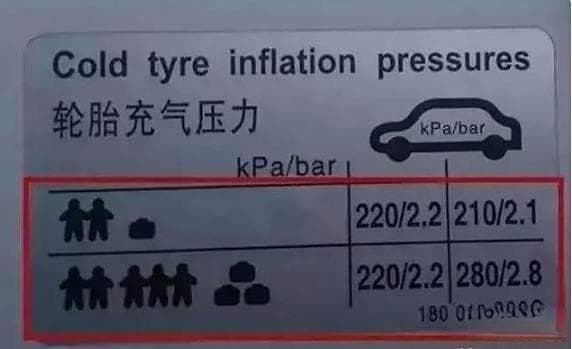 Cold tyre inflation pressures
轮胎充气压力
kPa/bar
kPa/bar
220/2.2 210/2.1
220/2.2 280/2.8
180